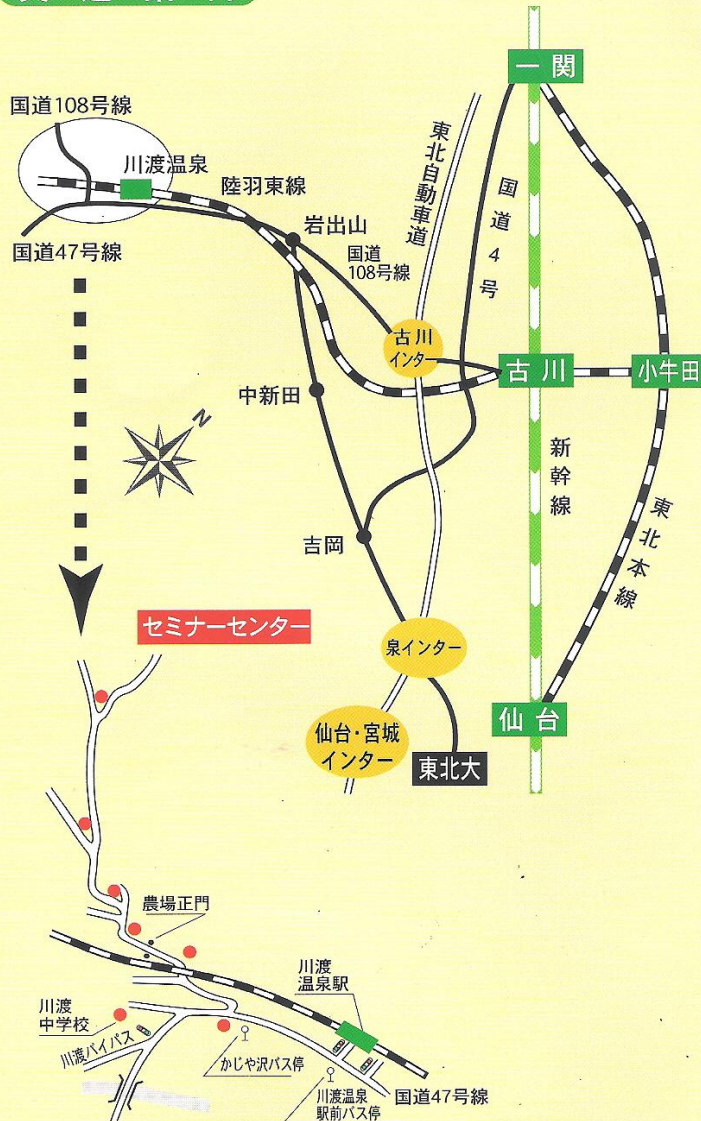 一関
国道108号線
川渡温泉
陸羽東線
東北自動車道
国道4号
岩出山
国道47号線
国道
108号線
古川
インター
古川
小牛田
中新田
N
新幹線
東北本線
吉岡
セミナーセンター
泉インター
仙台
仙台・宮城
インター
東北大
農場正門
川渡
温泉駅
川渡
中学校
川渡バイパス
かじや沢バス停
川渡温泉
駅前バス停
国道47号線